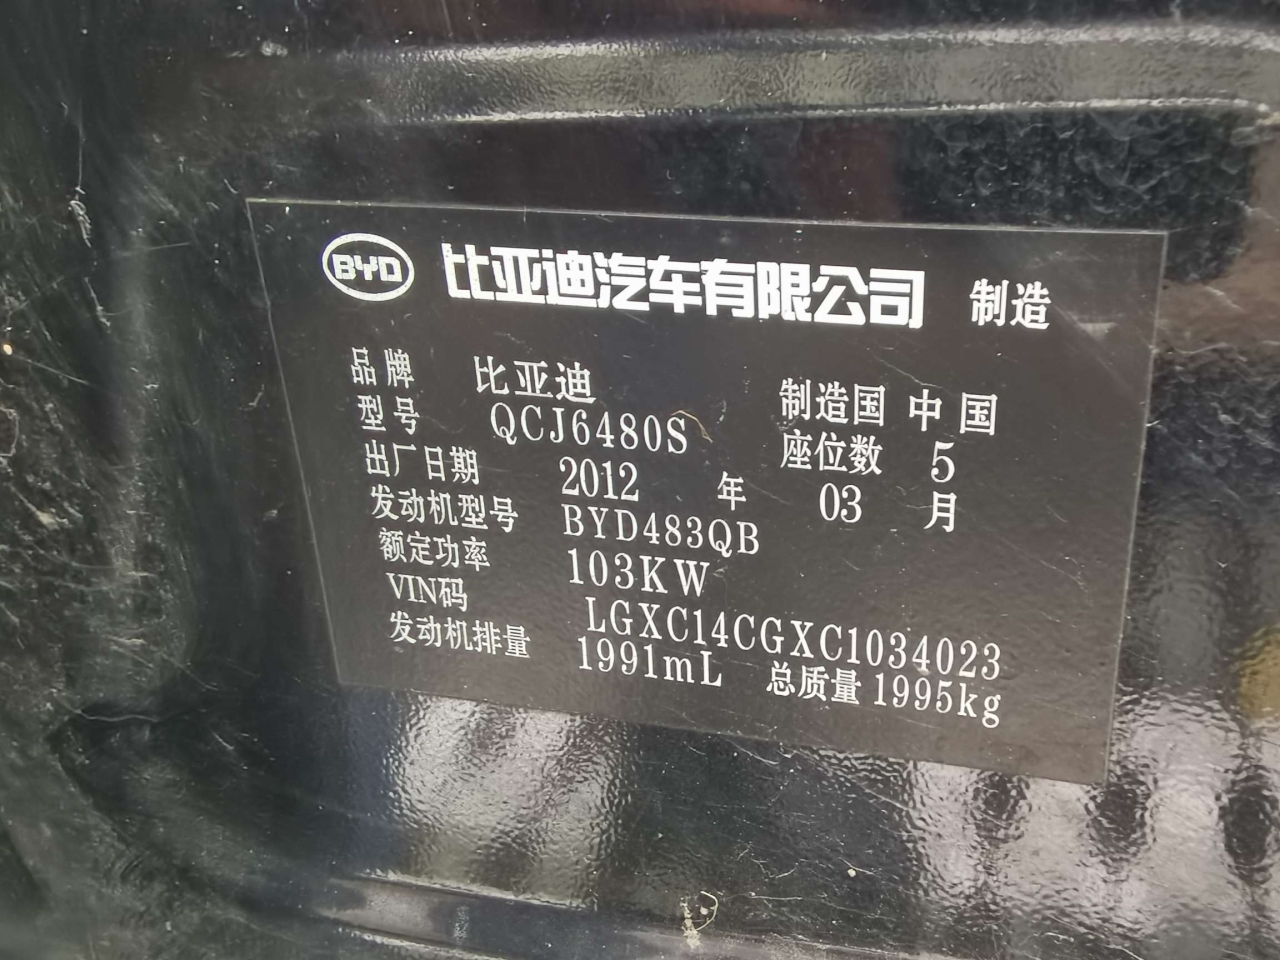 BYD 比亚迪汽车有限公司 制造
品牌 比亚迪 制造国 中国
型号 QCJ6480S 座位数 5
出厂日期 2012 年 03 月
发动机型号 BYD483QB
额定功率 103KW
VIN码 LGXC14CGXC1034023
发动机排量 1991mL 总质量 1995kg